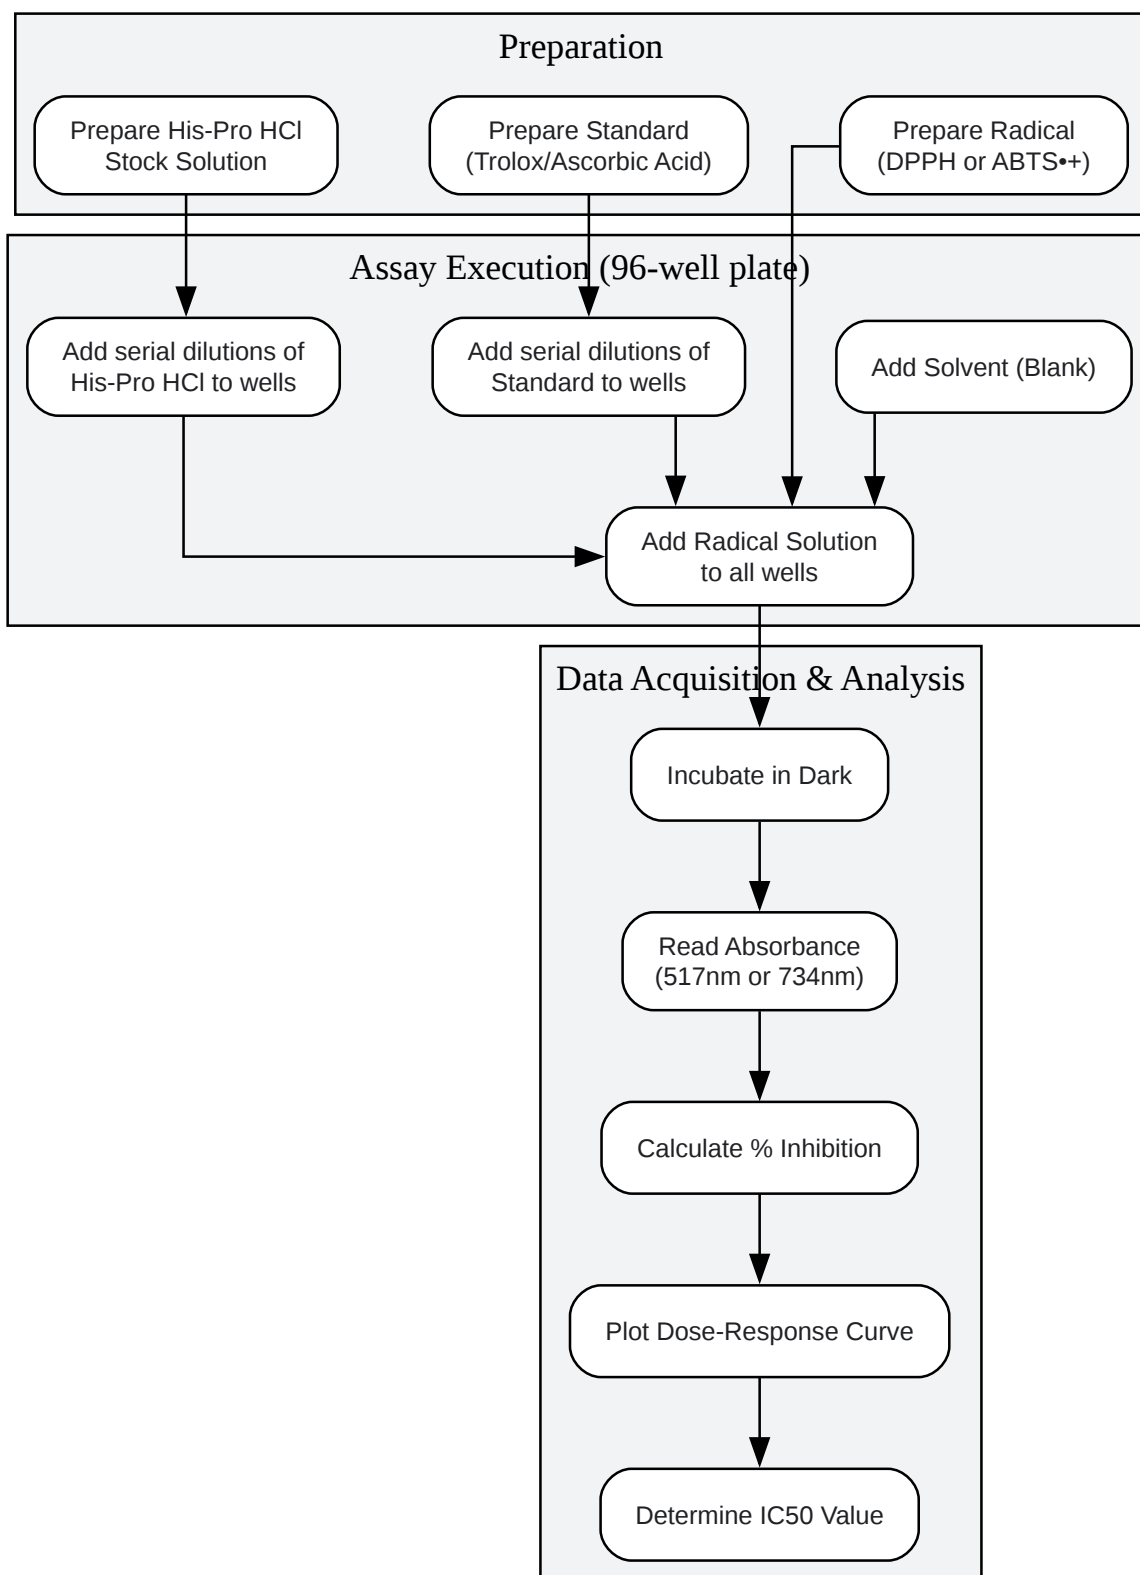 Preparation
Prepare His-Pro HCl
Stock Solution
Prepare Standard
(Trolox/Ascorbic Acid)
Prepare Radical
(DPPH or ABTS•+)
Assay Execution (96-well plate)
Add serial dilutions of
His-Pro HCl to wells
Add serial dilutions of
Standard to wells
Add Solvent (Blank)
Add Radical Solution
to all wells
Data Acquisition & Analysis
Incubate in Dark
Read Absorbance
(517nm or 734nm)
Calculate % Inhibition
Plot Dose-Response Curve
Determine IC50 Value